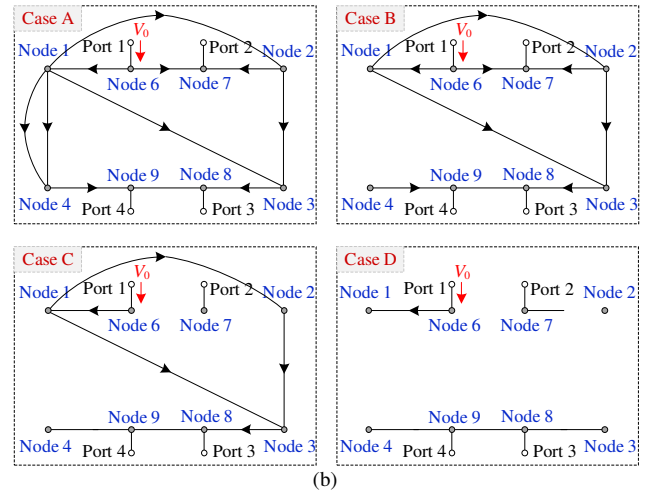 Case A
Node 1
Port 1
V0
Port 2
Node 2
Node 6
Node 7
Node 9
Node 8
Node 4
Port 4
Port 3
Node 3
Case B
Node 1
Port 1
V0
Port 2
Node 2
Node 6
Node 7
Node 9
Node 8
Node 4
Port 4
Port 3
Node 3
Case C
Node 1
Port 1
V0
Port 2
Node 2
Node 6
Node 7
Node 9
Node 8
Node 4
Port 4
Port 3
Node 3
Case D
Node 1
Port 1
V0
Port 2
Node 2
Node 6
Node 7
Node 9
Node 8
Node 4
Port 4
Port 3
Node 3
(b)